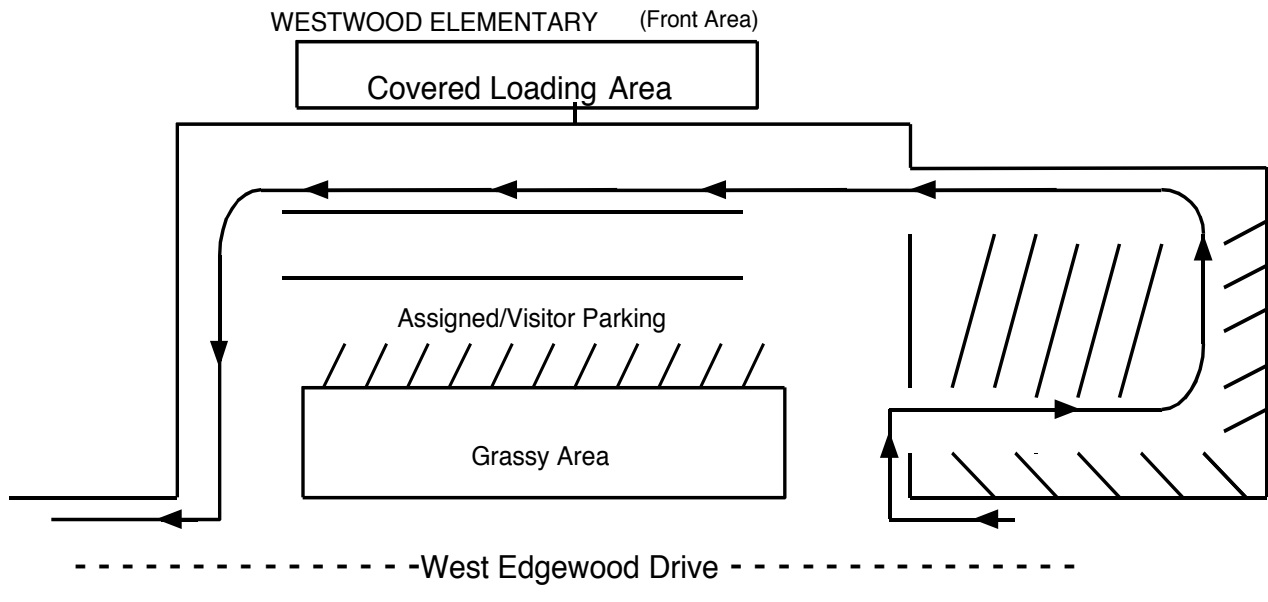 WESTWOOD ELEMENTARY (Front Area)
Covered Loading Area
Assigned/Visitor Parking
Grassy Area
West Edgewood Drive